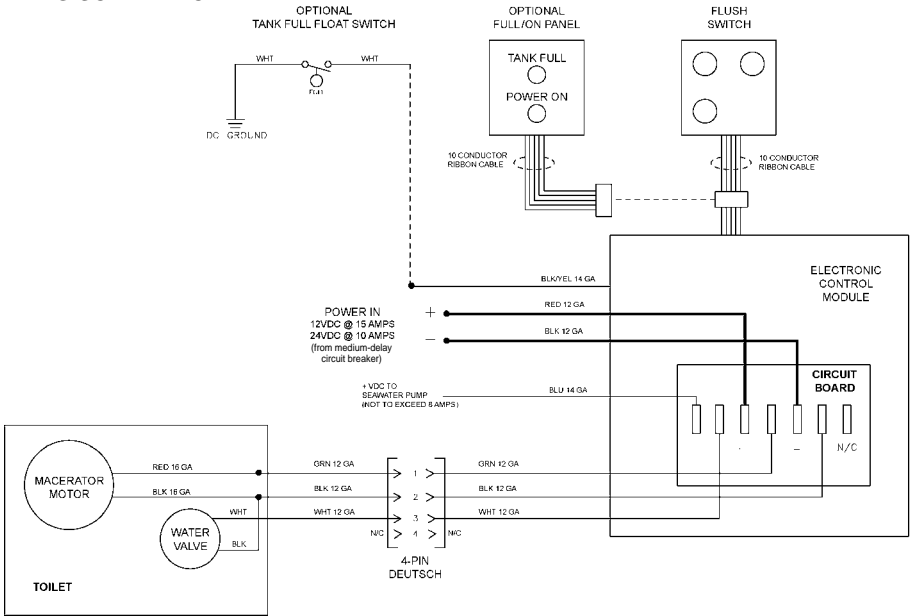 OPTIONAL
TANK FULL FLOAT SWITCH
OPTIONAL
FULL/ON PANEL
FLUSH
SWITCH
WHT
WHT
DC GROUND
TANK FULL
POWER ON
10 CONDUCTOR
RIBBON CABLE
10 CONDUCTOR
RIBBON CABLE
BLK/YEL 14 GA
ELECTRONIC
CONTROL
MODULE
POWER IN
12VDC @ 15 AMPS
24VDC @ 10 AMPS
(from medium-delay
circuit breaker)
+
RED 12 GA
–
BLK 12 GA
CIRCUIT
BOARD
+ VDC TO
SEAWATER PUMP
(NOT TO EXCEED 8 AMPS)
BLU 14 GA
– N/C
MACERATOR
MOTOR
RED 16 GA
GRN 12 GA
1
GRN 12 GA
BLK 16 GA
BLK 12 GA
2
BLK 12 GA
WHT
WHT 12 GA
3
WHT 12 GA
WATER
VALVE
BLK
N/C
4
N/C
4-PIN
DEUTSCH
TOILET